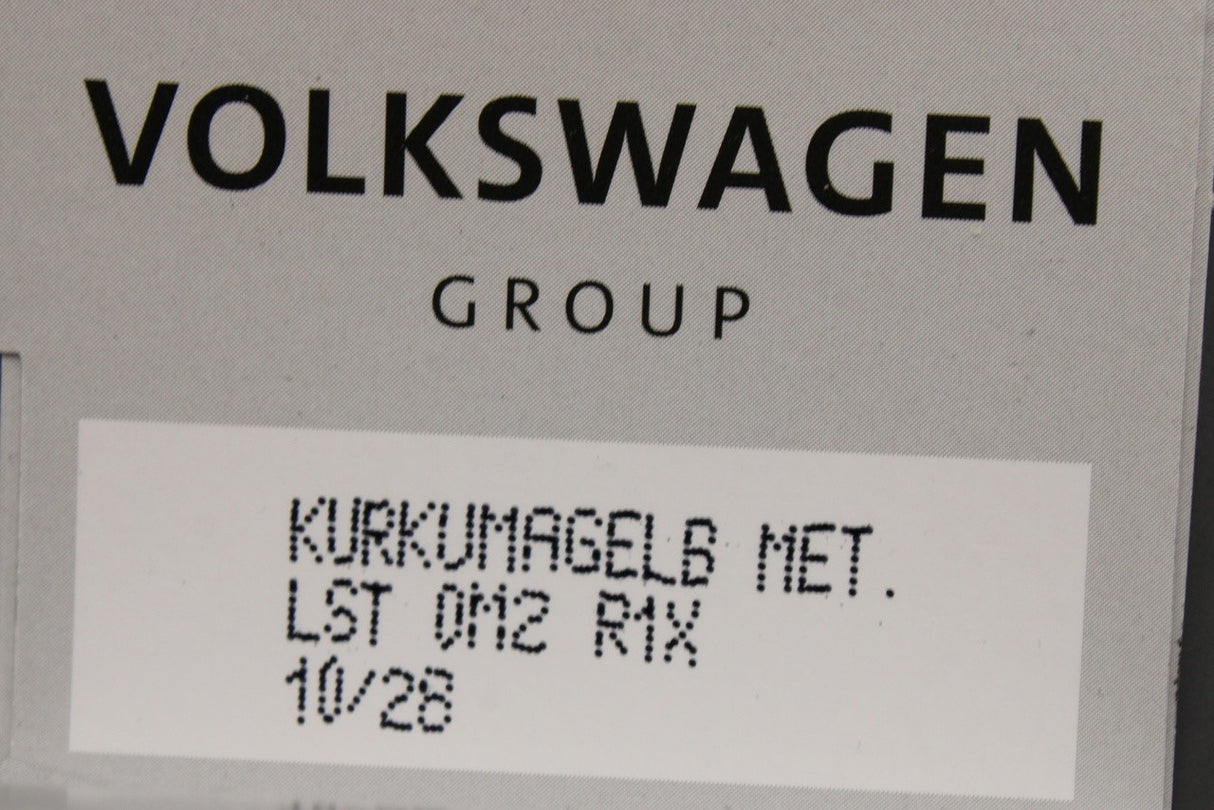 VOLKSWAGEN
GROUP
KURKUMAGELB MET.
LST 0M2 R1X
10/28